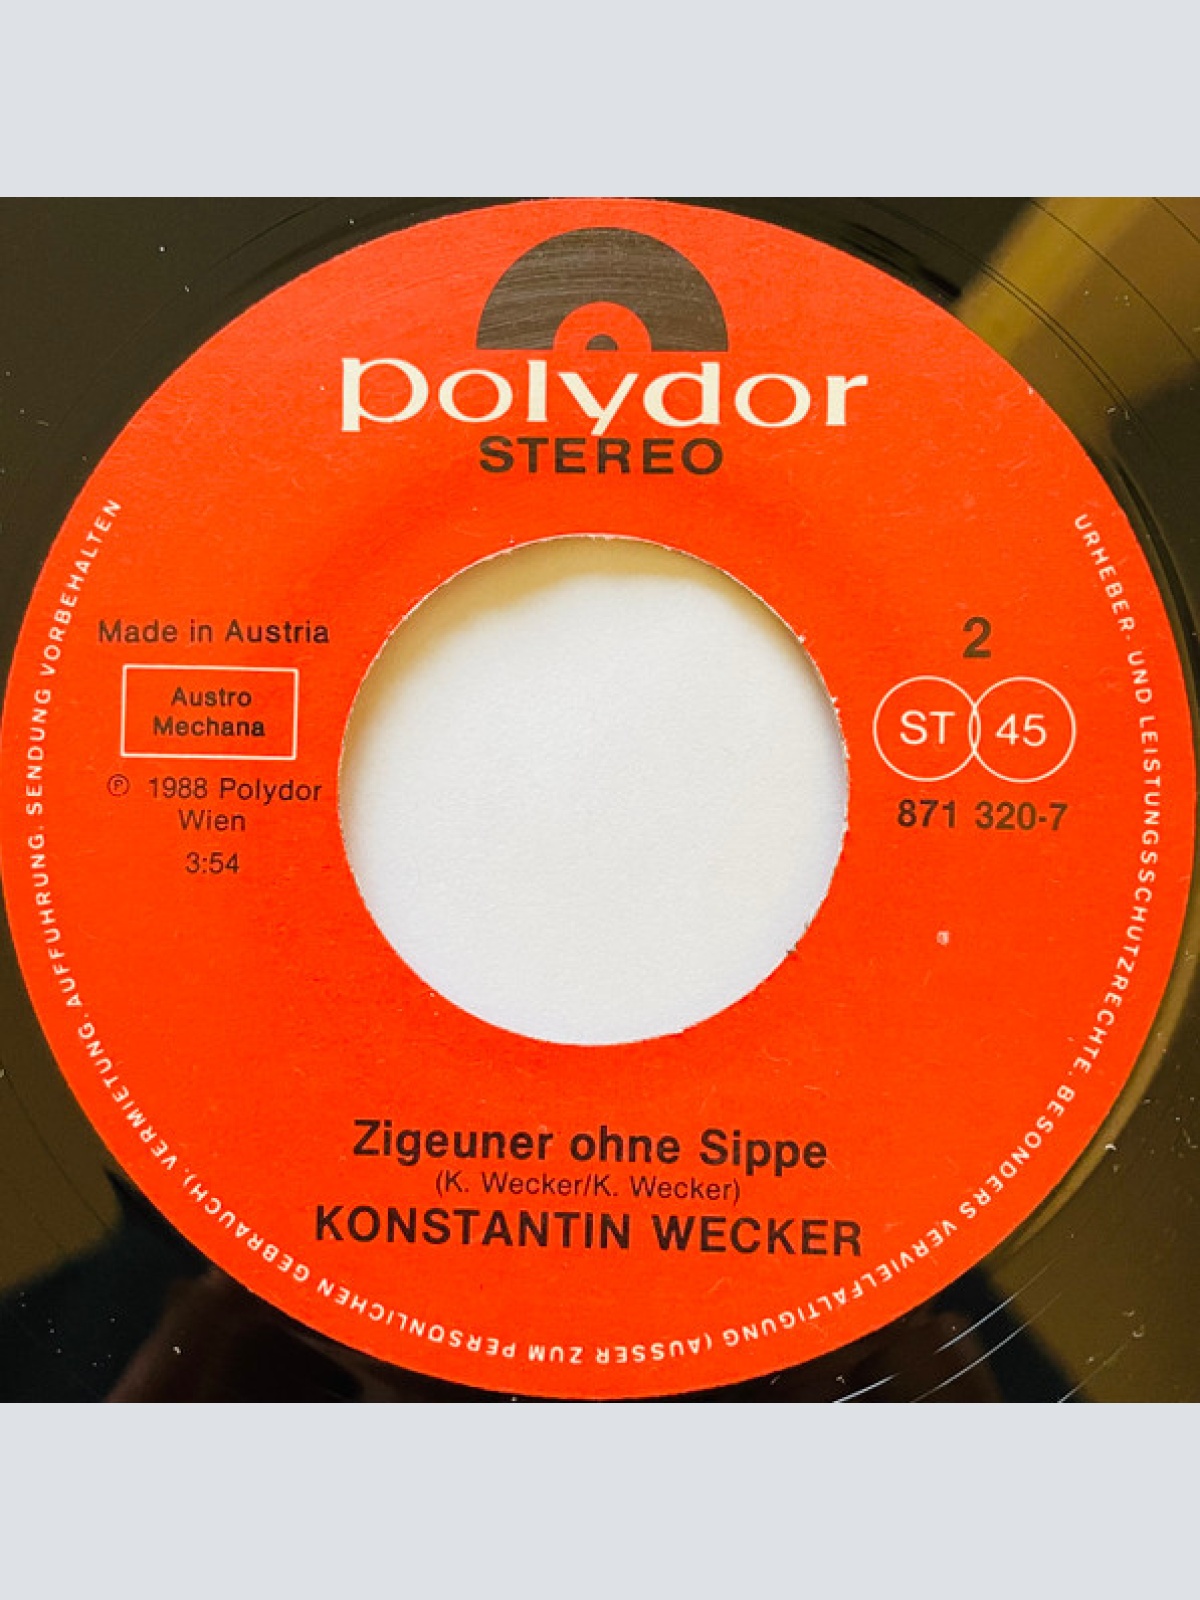 polydor
STEREO
Made in Austria
Austro
Mechana
℗ 1988 Polydor
Wien
3:54
2
ST 45
871 320-7
Zigeuner ohne Sippe
(K. Wecker/K. Wecker)
KONSTANTIN WECKER
URHEBER- UND LEISTUNGSSCHUTZRECHTE. BESONDERS VERVIELFÄLTIGUNG (AUSSER ZUM PERSÖNLICHEN GEBRAUCH), VERMIETUNG, AUFFÜHRUNG, SENDUNG VORBEHALTEN